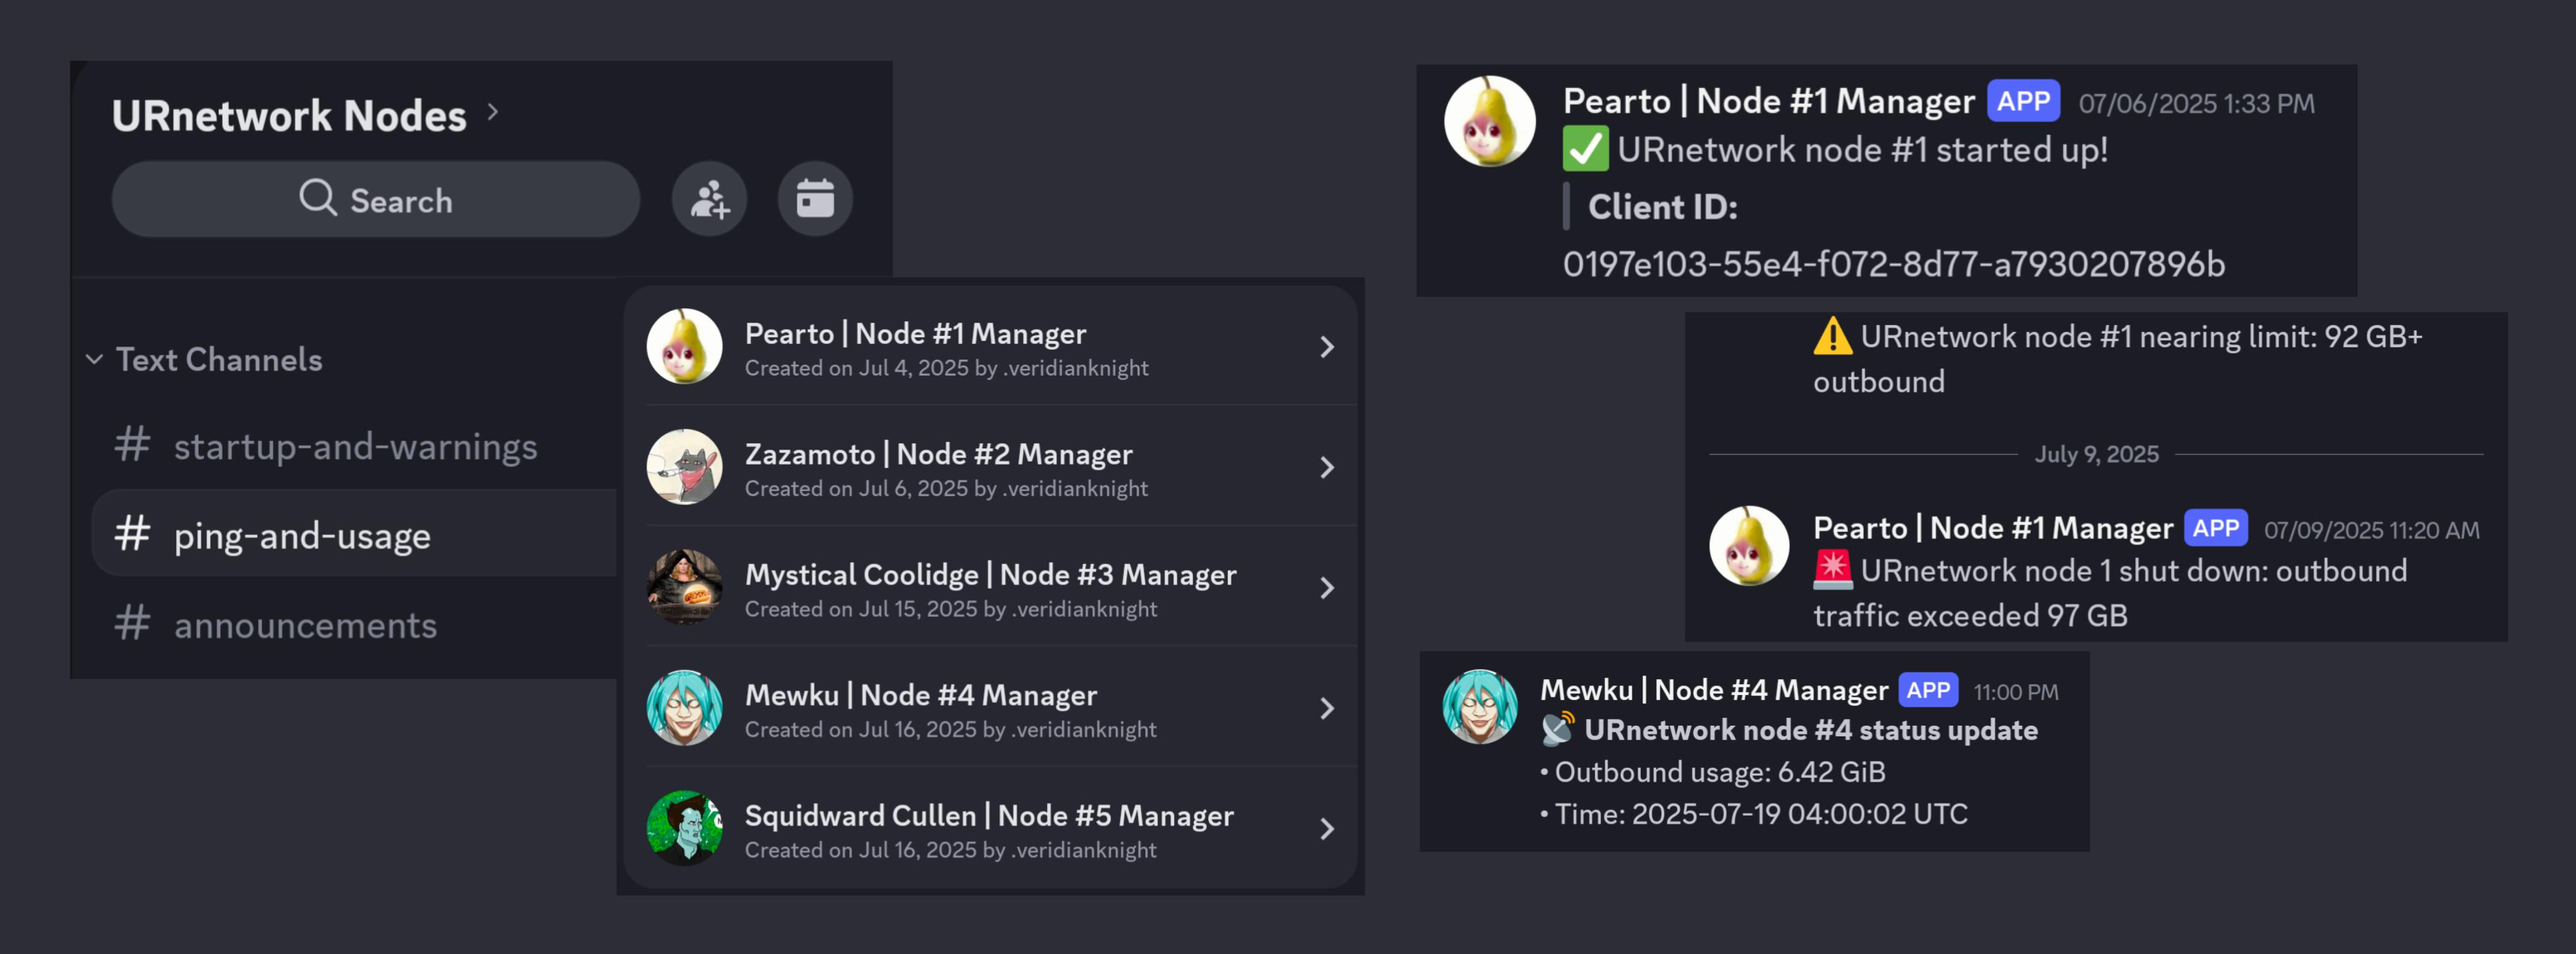 URnetwork Nodes
Search
Text Channels
# startup-and-warnings
# ping-and-usage
# announcements
Pearto | Node #1 Manager
Created on Jul 4, 2025 by .veridianknight
Zazamoto | Node #2 Manager
Created on Jul 6, 2025 by .veridianknight
Mystical Coolidge | Node #3 Manager
Created on Jul 15, 2025 by .veridianknight
Mewku | Node #4 Manager
Created on Jul 16, 2025 by .veridianknight
Squidward Cullen | Node #5 Manager
Created on Jul 16, 2025 by .veridianknight
Pearto | Node #1 Manager APP 07/06/2025 1:33 PM
✅ URnetwork node #1 started up!
Client ID:
0197e103-55e4-f072-8d77-a7930207896b
⚠️ URnetwork node #1 nearing limit: 92 GB+
outbound
July 9, 2025
Pearto | Node #1 Manager APP 07/09/2025 11:20 AM
🚨 URnetwork node 1 shut down: outbound
traffic exceeded 97 GB
Mewku | Node #4 Manager APP 11:00 PM
📡 URnetwork node #4 status update
• Outbound usage: 6.42 GiB
• Time: 2025-07-19 04:00:02 UTC